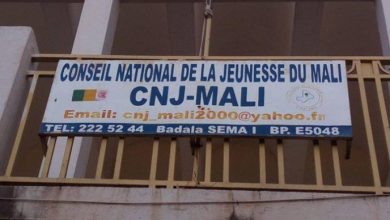 CONSEIL NATIONAL DE LA JEUNESSE DU MALI
CNJ-MALI
Email: cnj_mali2000@yahoo.fr
TEL: 222 52 44 Badala SEMA I BP. E5048